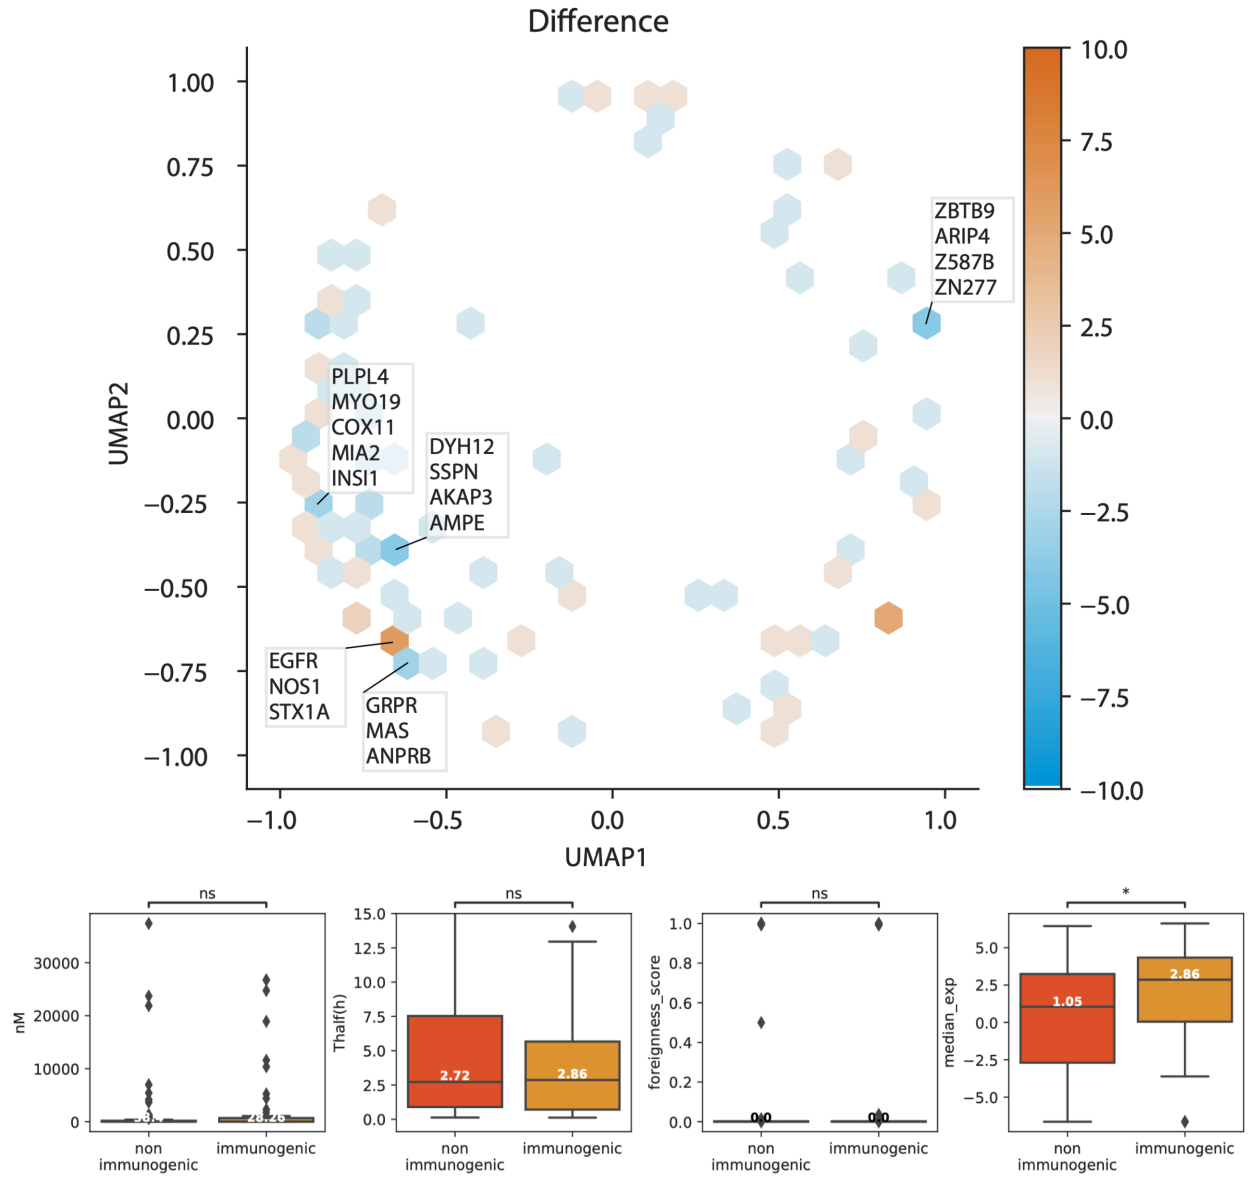 Difference
1.00
0.75
0.50
0.25
0.00
−0.25
−0.50
−0.75
−1.00
UMAP2
−1.0
−0.5
0.0
0.5
1.0
UMAP1
10.0
7.5
5.0
2.5
0.0
−2.5
−5.0
−7.5
−10.0
ZBTB9
ARIP4
Z587B
ZN277
PLPL4
MYO19
COX11
MIA2
INSI1
DYH12
SSPN
AKAP3
AMPE
EGFR
NOS1
STX1A
GRPR
MAS
ANPRB
ns
nM
30000
20000
10000
0
non
immunogenic
immunogenic
ns
Thalf(h)
15.0
12.5
10.0
7.5
5.0
2.5
0.0
2.72
2.86
non
immunogenic
immunogenic
ns
foreignness_score
1.0
0.8
0.6
0.4
0.2
0.0
0.0
0.0
non
immunogenic
immunogenic
*
median_exp
5.0
2.5
0.0
−2.5
−5.0
1.05
2.86
non
immunogenic
immunogenic